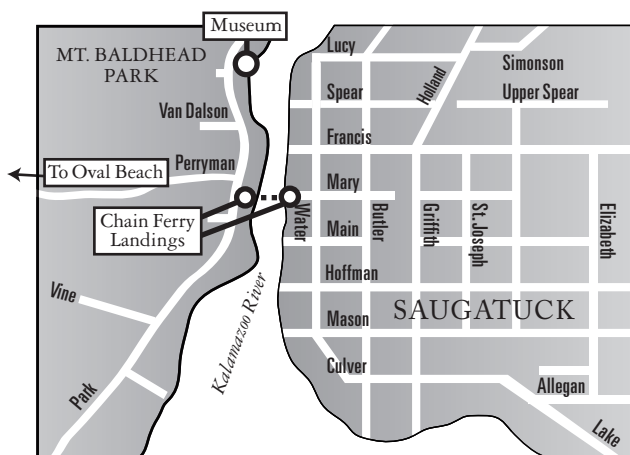 Museum
MT. BALDHEAD
PARK
Lucy
Simonson
Holland
Spear
Upper Spear
Van Dalson
Francis
Perryman
To Oval Beach
Mary
Chain Ferry
Landings
Water
Main
Butler
Griffith
St. Joseph
Elizabeth
Hoffman
Vine
Kalamazoo River
Mason
SAUGATUCK
Culver
Allegan
Park
Lake